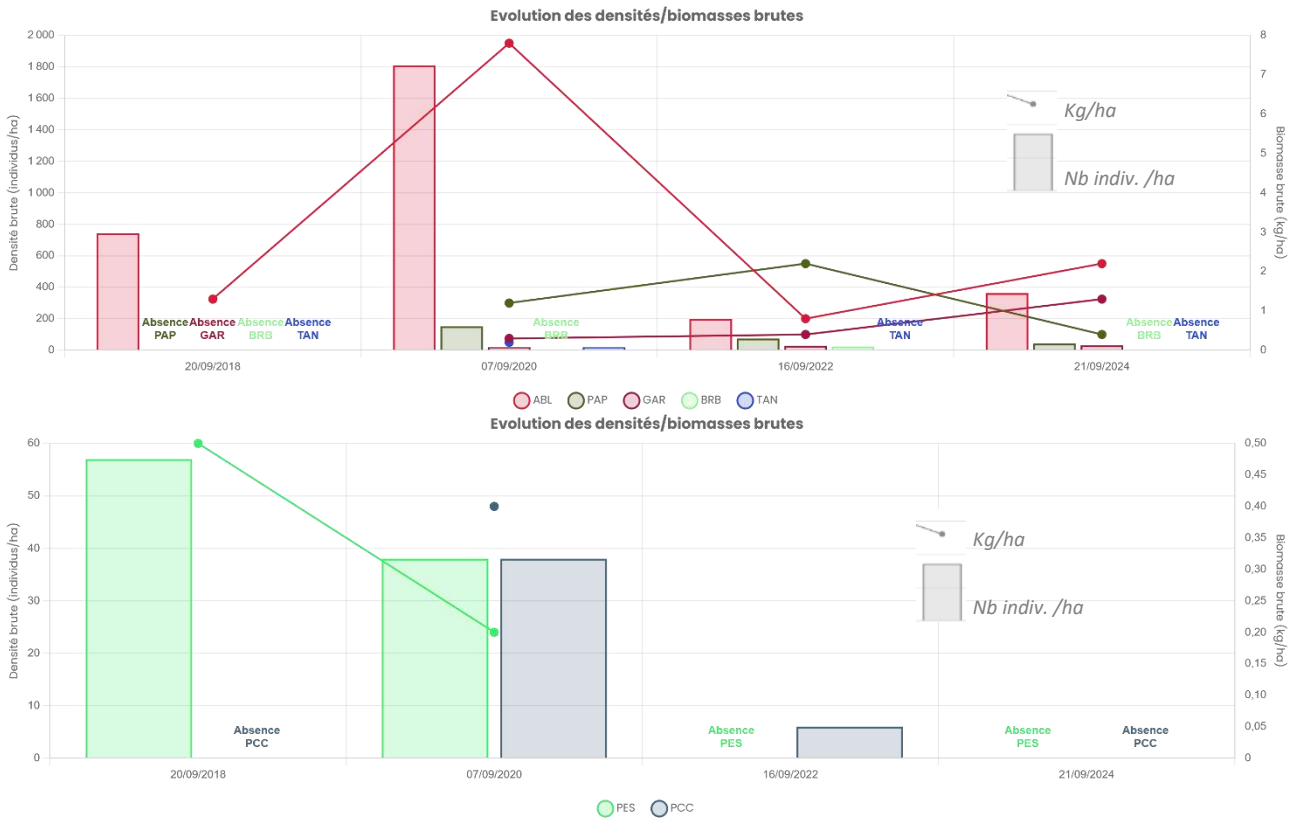 Evolution des densités/biomasses brutes
Densité brute (individus/ha)
2 000
1 800
1 600
1 400
1 200
1 000
800
600
400
200
0
8
7
6
5
4
3
2
1
0
Biomasse brute (kg/ha)
Kg/ha
Nb indiv. /ha
Absence PAP
Absence GAR
Absence BRB
Absence TAN
Absence BRB
Absence TAN
Absence BRB
Absence TAN
20/09/2018
07/09/2020
16/09/2022
21/09/2024
ABL PAP GAR BRB TAN
Evolution des densités/biomasses brutes
Densité brute (individus/ha)
60
50
40
30
20
10
0
0,50
0,45
0,40
0,35
0,30
0,25
0,20
0,15
0,10
0,05
0
Biomasse brute (kg/ha)
Kg/ha
Nb indiv. /ha
Absence PCC
Absence PES
Absence PES
Absence PCC
20/09/2018
07/09/2020
16/09/2022
21/09/2024
PES PCC